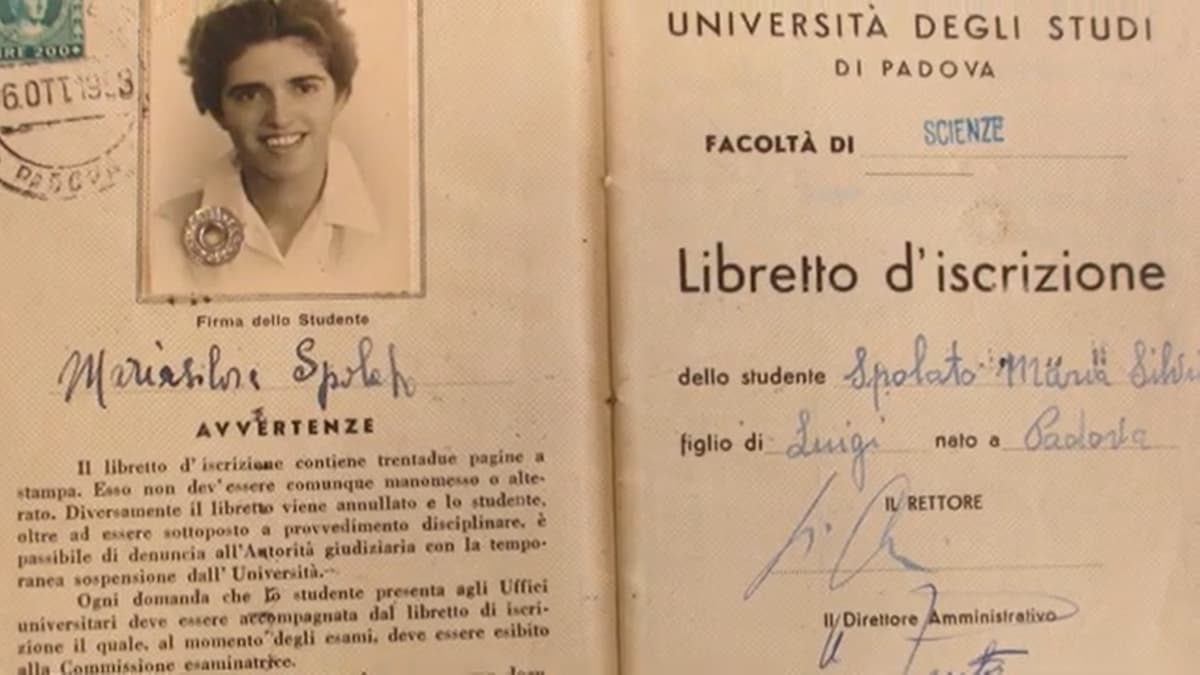 IRE 200
6.OTT.1953
PADOVA
Firma dello Studente
Mariasilvia Spolato
AVVERTENZE
Il libretto d'iscrizione contiene trentadue pagine a
stampa. Esso non dev'essere comunque manomesso o alte-
rato. Diversamente il libretto viene annullato e lo studente,
oltre ad essere sottoposto a provvedimento disciplinare, è
passibile di denuncia all'Autorità giudiziaria con la tempo-
ranea sospensione dall'Università.
Ogni domanda che lo studente presenta agli Uffici
universitari deve essere accompagnata dal libretto di iscri-
zione il quale, al momento degli esami, deve essere esibito
alla Commissione esaminatrice.
UNIVERSITÀ DEGLI STUDI
DI PADOVA
FACOLTÀ DI SCIENZE
Libretto d'iscrizione
dello studente Spolato Maria Silvi
figlio di Luigi nato a Padova
IL RETTORE
Il Direttore Amministrativo